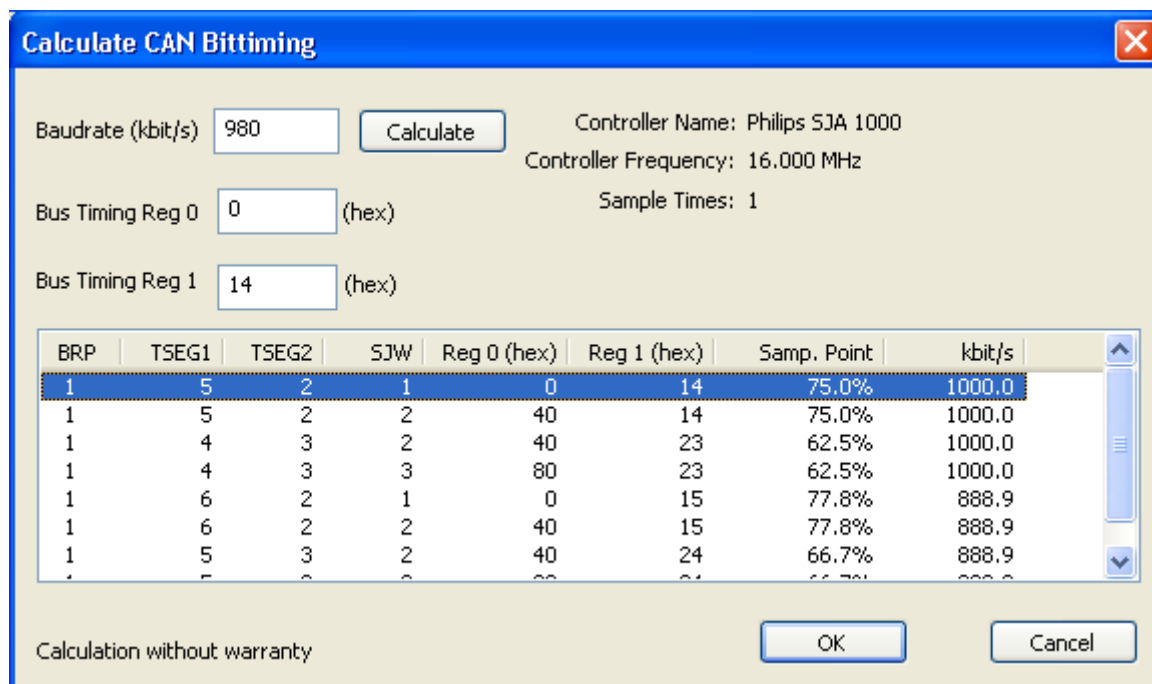 Calculate CAN Bittiming
Baudrate (kbit/s) 980 Calculate
Controller Name: Philips SJA 1000
Controller Frequency: 16.000 MHz
Sample Times: 1
Bus Timing Reg 0 0 (hex)
Bus Timing Reg 1 14 (hex)
BRP TSEG1 TSEG2 SJW Reg 0 (hex) Reg 1 (hex) Samp. Point kbit/s
1 5 2 1 0 14 75.0% 1000.0
1 5 2 2 40 14 75.0% 1000.0
1 4 3 2 40 23 62.5% 1000.0
1 4 3 3 80 23 62.5% 1000.0
1 6 2 1 0 15 77.8% 888.9
1 6 2 2 40 15 77.8% 888.9
1 5 3 2 40 24 66.7% 888.9
Calculation without warranty
OK Cancel